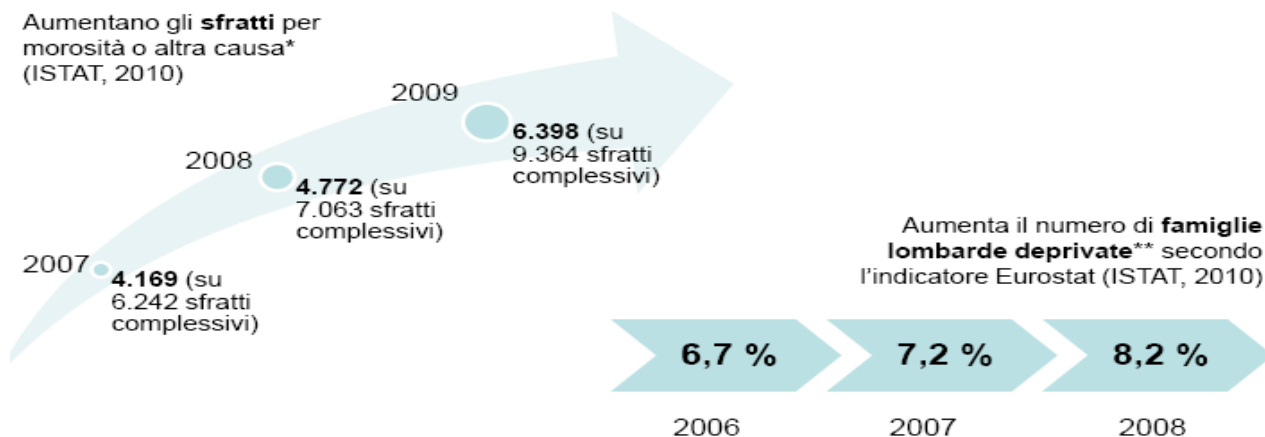 Aumentano gli sfratti per
morosità o altra causa*
(ISTAT, 2010)
2009
6.398 (su
9.364 sfratti
complessivi)
2008
4.772 (su
7.063 sfratti
complessivi)
2007
4.169 (su
6.242 sfratti
complessivi)
Aumenta il numero di famiglie
lombarde deprivate** secondo
l'indicatore Eurostat (ISTAT, 2010)
6,7 %
7,2 %
8,2 %
2006
2007
2008